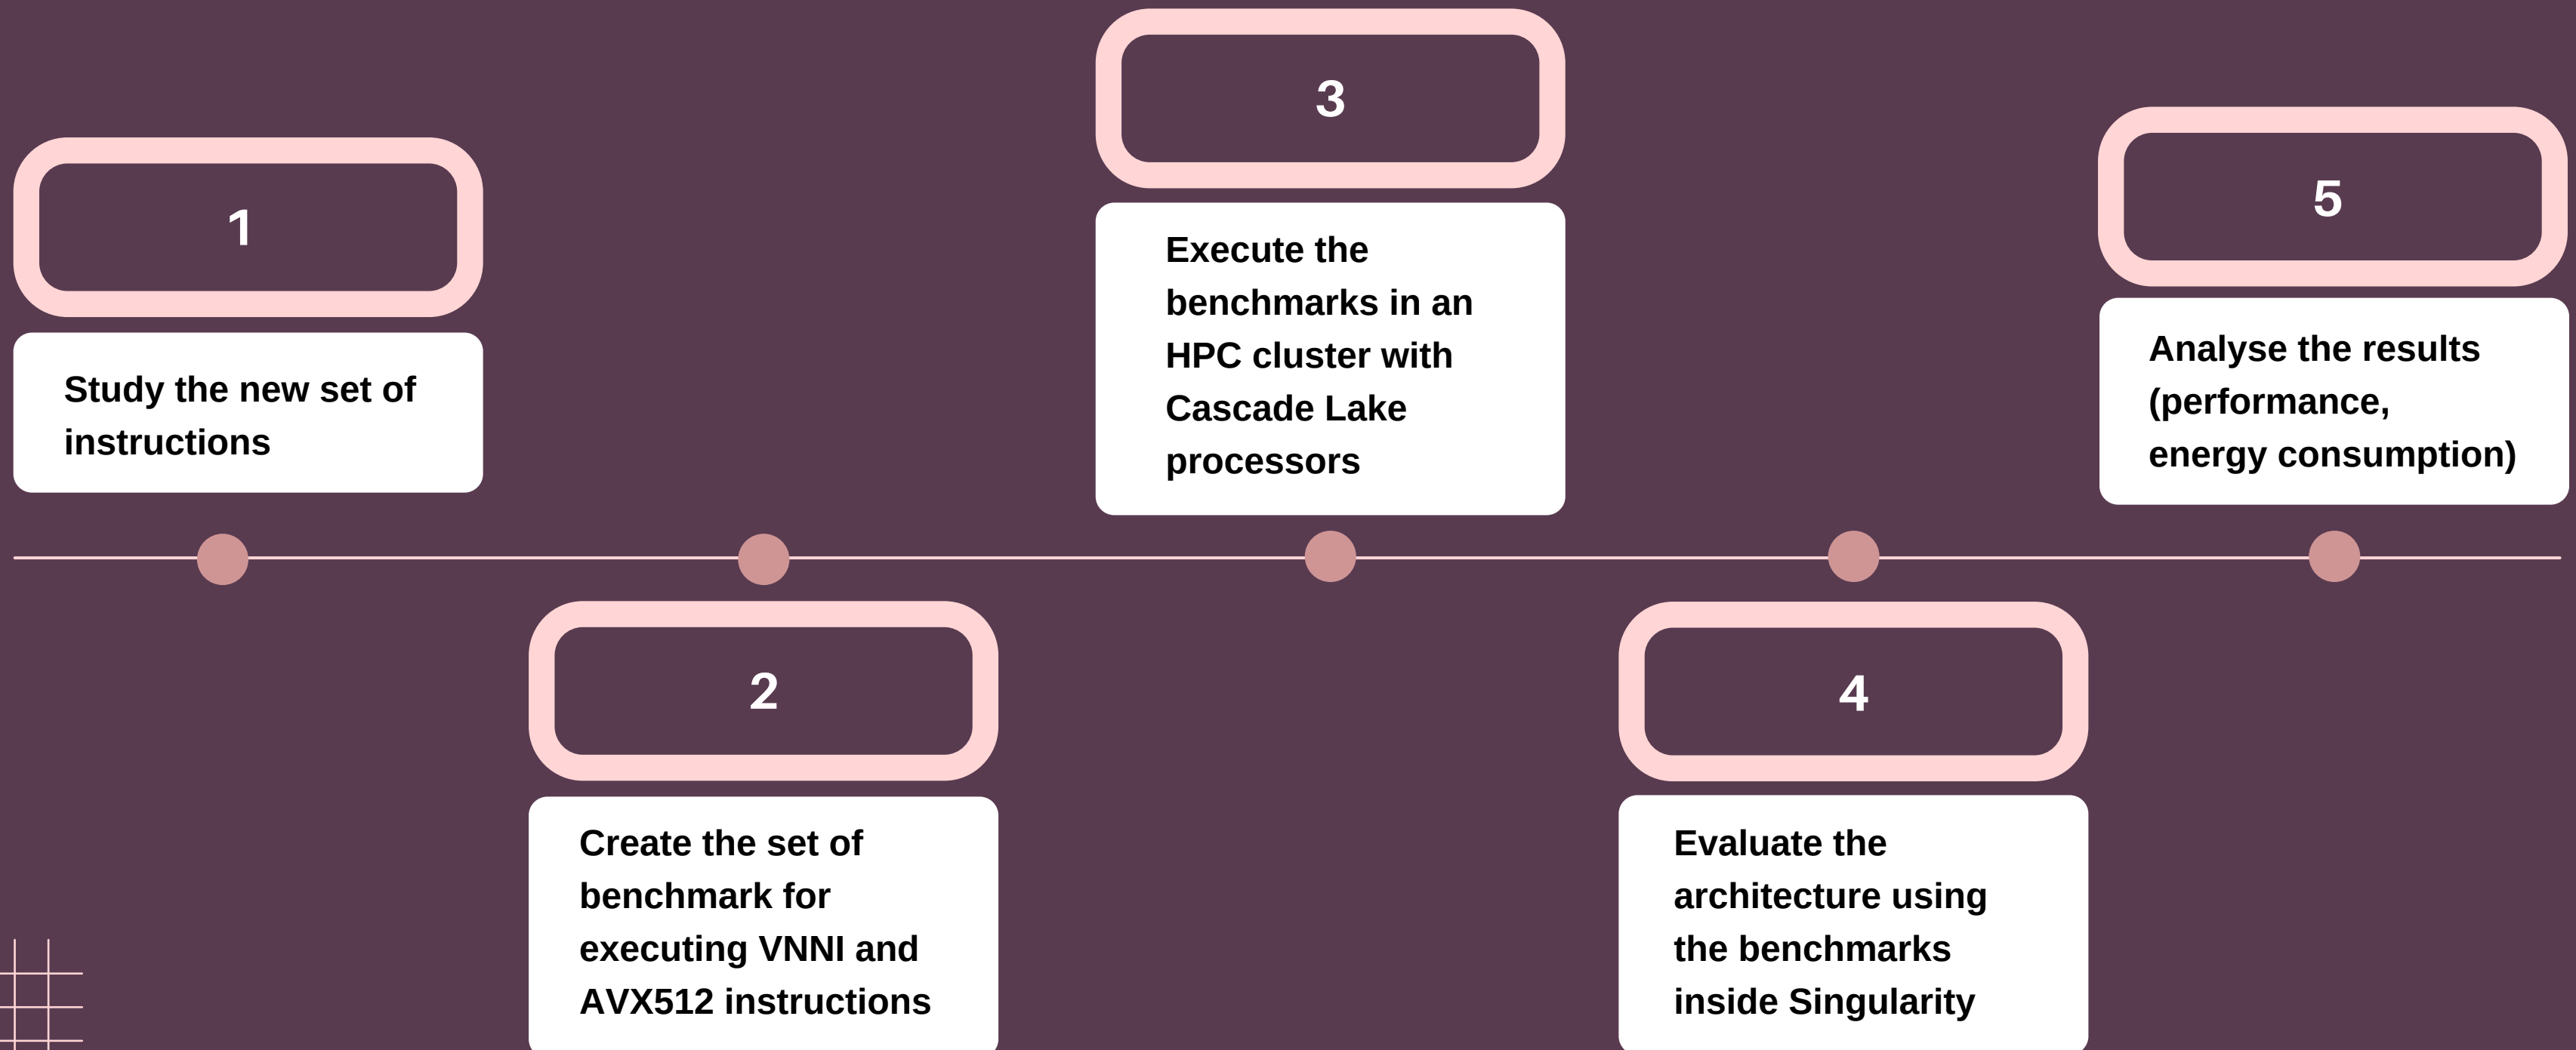 1
Study the new set of
instructions
2
Create the set of
benchmark for
executing VNNI and
AVX512 instructions
3
Execute the
benchmarks in an
HPC cluster with
Cascade Lake
processors
4
Evaluate the
architecture using
the benchmarks
inside Singularity
5
Analyse the results
(performance,
energy consumption)